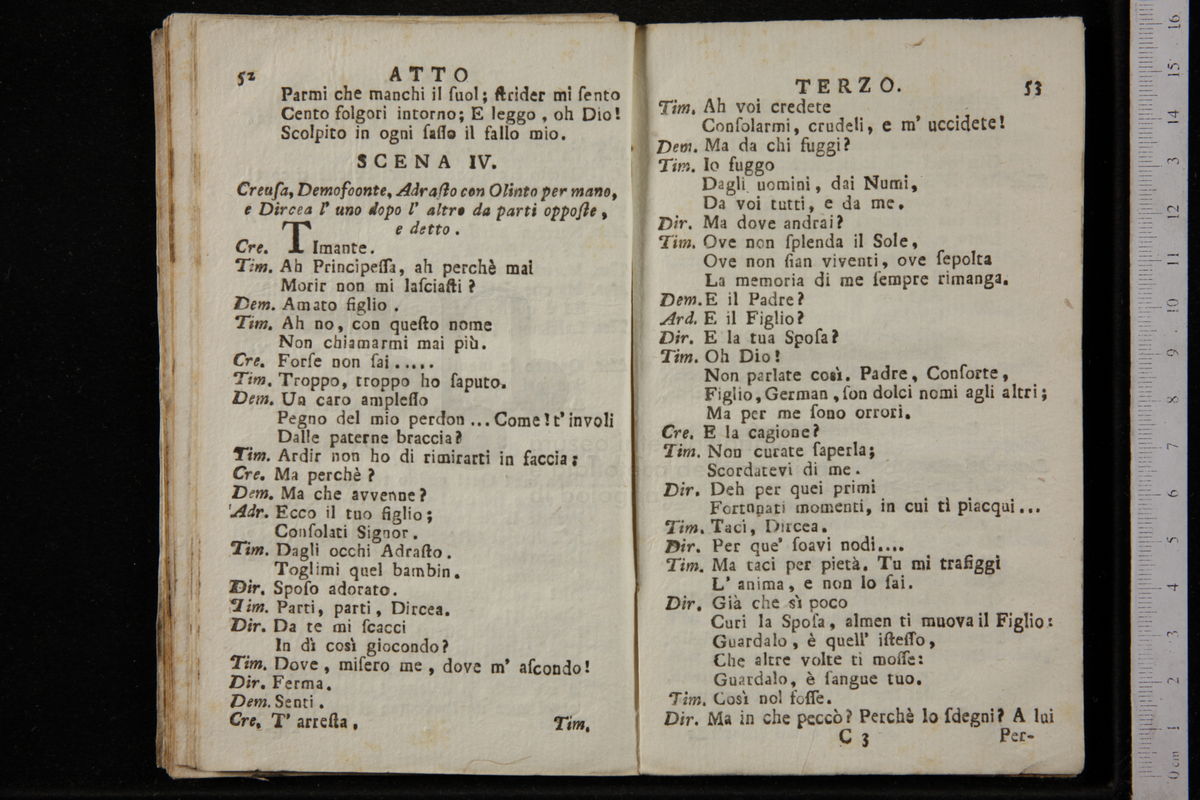 52 ATTO
Parmi che manchi il ſuol; ſtrider mi ſento
Cento folgori intorno; E leggo, oh Dio!
Scolpito in ogni ſaſſo il fallo mio.
SCENA IV.
Creuſa, Demofoonte, Adraſto con Olinto per mano,
e Dircea l' uno dopo l' altro da parti oppoſte,
e detto.
Cre. TImante.
Tim. Ah Principeſſa, ah perchè mai
Morir non mi laſciaſti?
Dem. Amato figlio.
Tim. Ah no, con queſto nome
Non chiamarmi mai più.
Cre. Forſe non ſai.....
Tim. Troppo, troppo ho ſaputo.
Dem. Un caro ampleſſo
Pegno del mio perdon... Come! t' involi
Dalle paterne braccia?
Tim. Ardir non ho di rimirarti in faccia;
Cre. Ma perchè?
Dem. Ma che avvenne?
Adr. Ecco il tuo figlio;
Conſolati Signor.
Tim. Dagli occhi Adraſto.
Toglimi quel bambin.
Dir. Spoſo adorato.
Tim. Parti, parti, Dircea.
Dir. Da te mi ſcacci
In dì così giocondo?
Tim. Dove, miſero me, dove m' aſcondo!
Dir. Ferma.
Dem. Senti.
Cre. T' arreſta.
Tim.
TERZO. 53
Tim. Ah voi credete
Conſolarmi, crudeli, e m' uccidete!
Dem. Ma da chi fuggi?
Tim. Io fuggo
Dagli uomini, dai Numi,
Da voi tutti, e da me.
Dir. Ma dove andrai?
Tim. Ove non ſplenda il Sole,
Ove non ſian viventi, ove ſepolta
La memoria di me ſempre rimanga.
Dem. E il Padre?
Ard. E il Figlio?
Dir. E la tua Spoſa?
Tim. Oh Dio!
Non parlate così. Padre, Conſorte,
Figlio, German, ſon dolci nomi agli altri;
Ma per me ſono orrori.
Cre. E la cagione?
Tim. Non curate ſaperla;
Scordatevi di me.
Dir. Deh per quei primi
Fortunati momenti, in cui tì piacqui...
Tim. Taci, Dircea.
Dir. Per que' ſoavi nodi....
Tim. Ma taci per pietà. Tu mi trafiggi
L' anima, e non lo ſai.
Dir. Già che sì poco
Curi la Spoſa, almen ti muova il Figlio:
Guardalo, è quell' iſteſſo,
Che altre volte ti moſſe:
Guardalo, è ſangue tuo.
Tim. Così nol foſſe.
Dir. Ma in che peccò? Perchè lo ſdegni? A lui
C 3 Per-